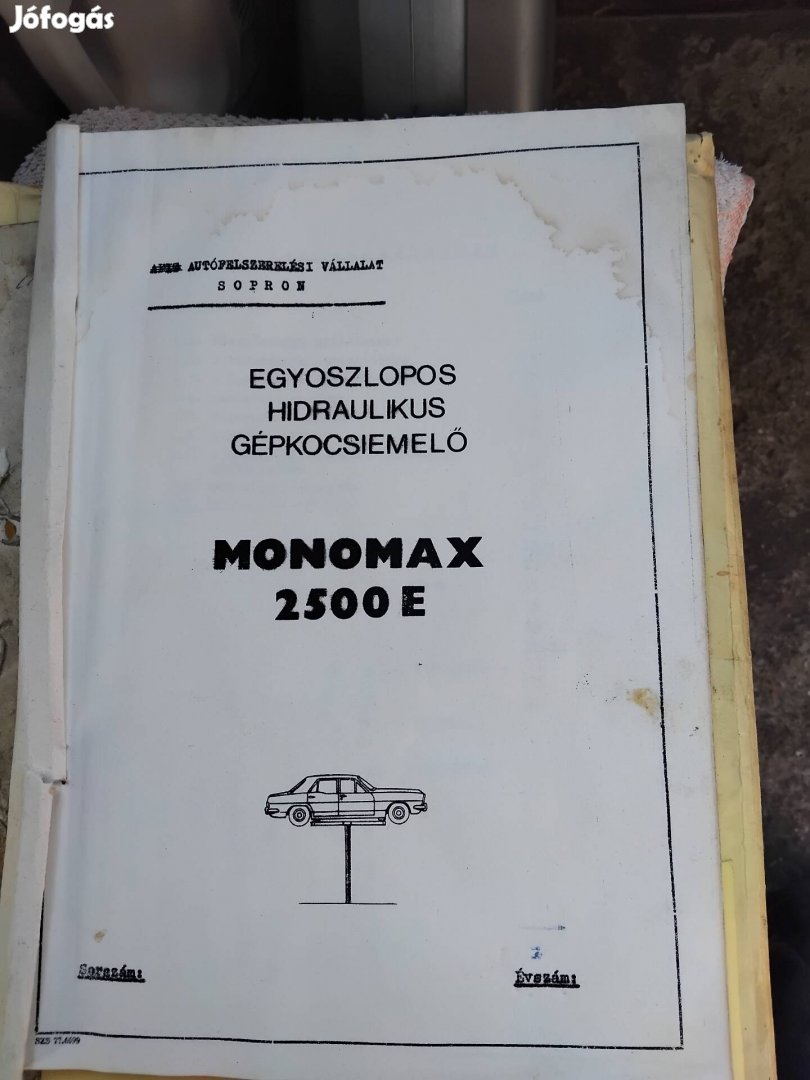 Jófogás
AUTÓFELSZERELÉSI VÁLLALAT
SOPRON
EGYOSZLOPOS
HIDRAULIKUS
GÉPKOCSIEMELŐ
MONOMAX
2500 E
Sorszám:
Évszám: